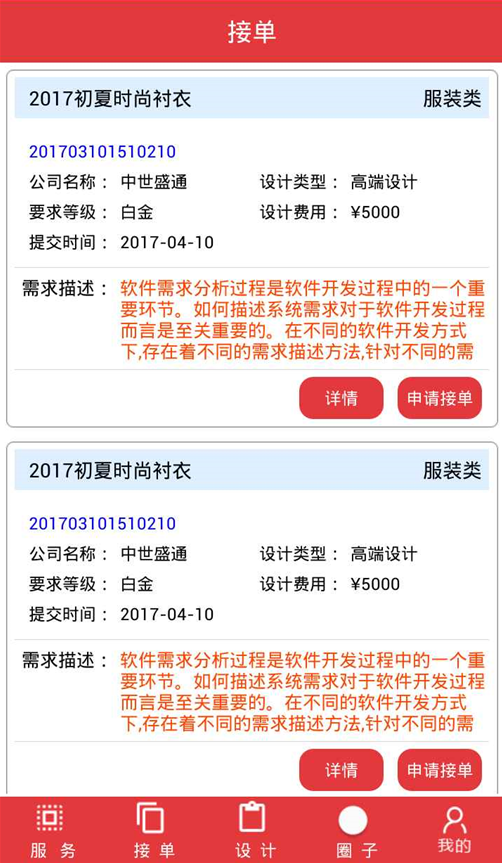 接单
2017初夏时尚衬衣 服装类
201703101510210
公司名称： 中世盛通 设计类型： 高端设计
要求等级： 白金 设计费用： ¥5000
提交时间： 2017-04-10
需求描述： 软件需求分析过程是软件开发过程中的一个重
要环节。如何描述系统需求对于软件开发过程
而言是至关重要的。在不同的软件开发方式
下,存在着不同的需求描述方法,针对不同的需
详情 申请接单
2017初夏时尚衬衣 服装类
201703101510210
公司名称： 中世盛通 设计类型： 高端设计
要求等级： 白金 设计费用： ¥5000
提交时间： 2017-04-10
需求描述： 软件需求分析过程是软件开发过程中的一个重
要环节。如何描述系统需求对于软件开发过程
而言是至关重要的。在不同的软件开发方式
下,存在着不同的需求描述方法,针对不同的需
详情 申请接单
服 务 接 单 设 计 圈 子 我的